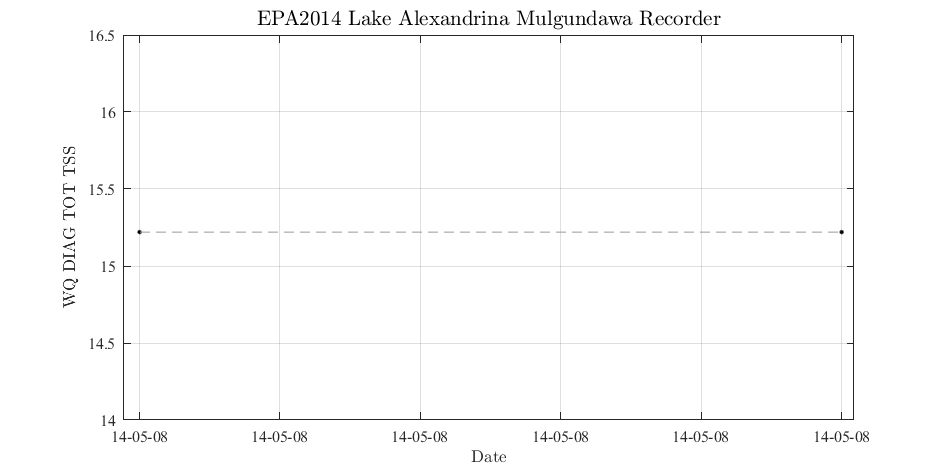 EPA2014 Lake Alexandrina Mulgundawa Recorder
16.5
16
15.5
15
14.5
14
WQ DIAG TOT TSS
14-05-08 14-05-08 14-05-08 14-05-08 14-05-08 14-05-08
Date